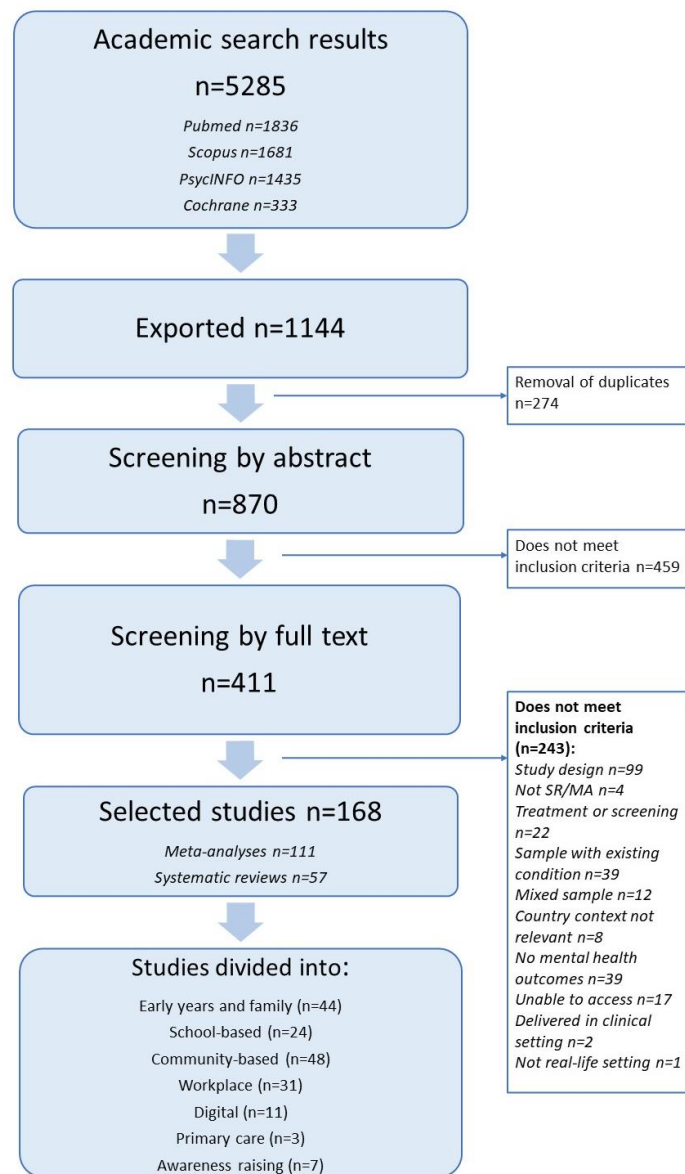 Academic search results
n=5285
Pubmed n=1836
Scopus n=1681
PsycINFO n=1435
Cochrane n=333
Exported n=1144
Removal of duplicates
n=274
Screening by abstract
n=870
Does not meet
inclusion criteria n=459
Screening by full text
n=411
Does not meet
inclusion criteria
(n=243):
Study design n=99
Not SR/MA n=4
Treatment or screening
n=22
Sample with existing
condition n=39
Mixed sample n=12
Country context not
relevant n=8
No mental health
outcomes n=39
Unable to access n=17
Delivered in clinical
setting n=2
Not real-life setting n=1
Selected studies n=168
Meta-analyses n=111
Systematic reviews n=57
Studies divided into:
Early years and family (n=44)
School-based (n=24)
Community-based (n=48)
Workplace (n=31)
Digital (n=11)
Primary care (n=3)
Awareness raising (n=7)